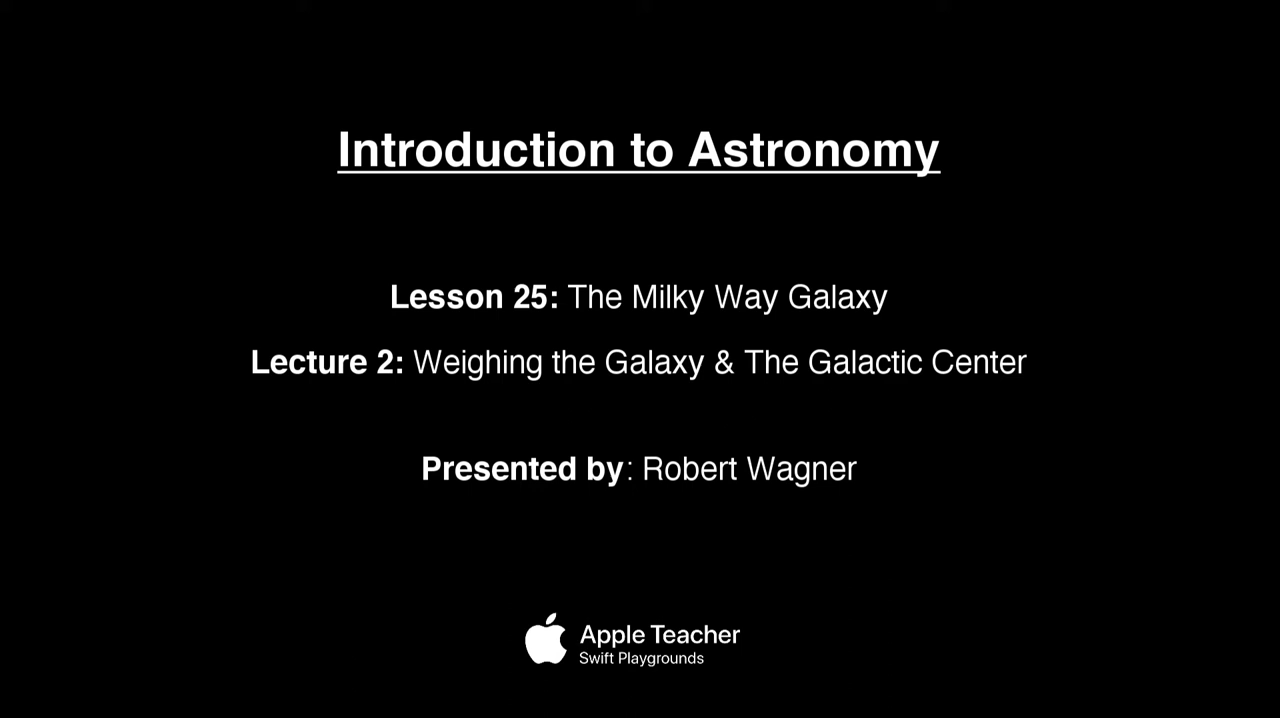 Introduction to Astronomy
Lesson 25: The Milky Way Galaxy
Lecture 2: Weighing the Galaxy & The Galactic Center
Presented by: Robert Wagner
Apple Teacher
Swift Playgrounds